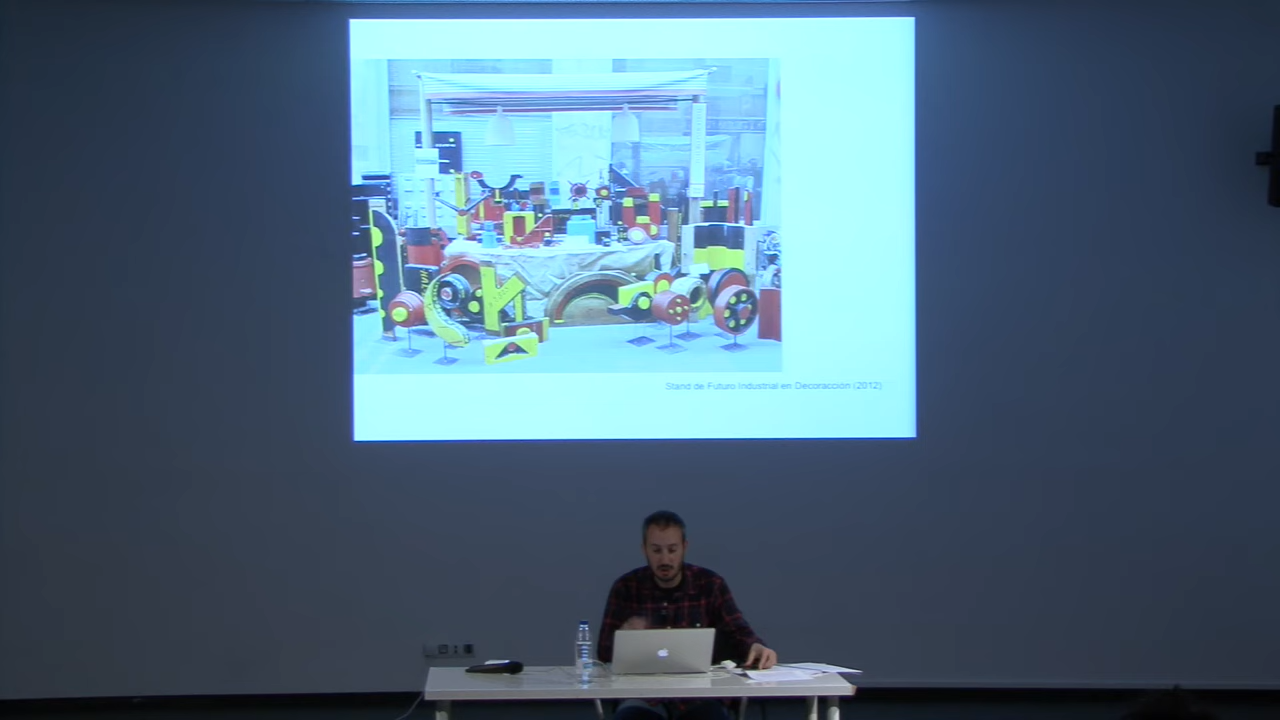 Stand de Futuro Industrial en Decoracción (2012)